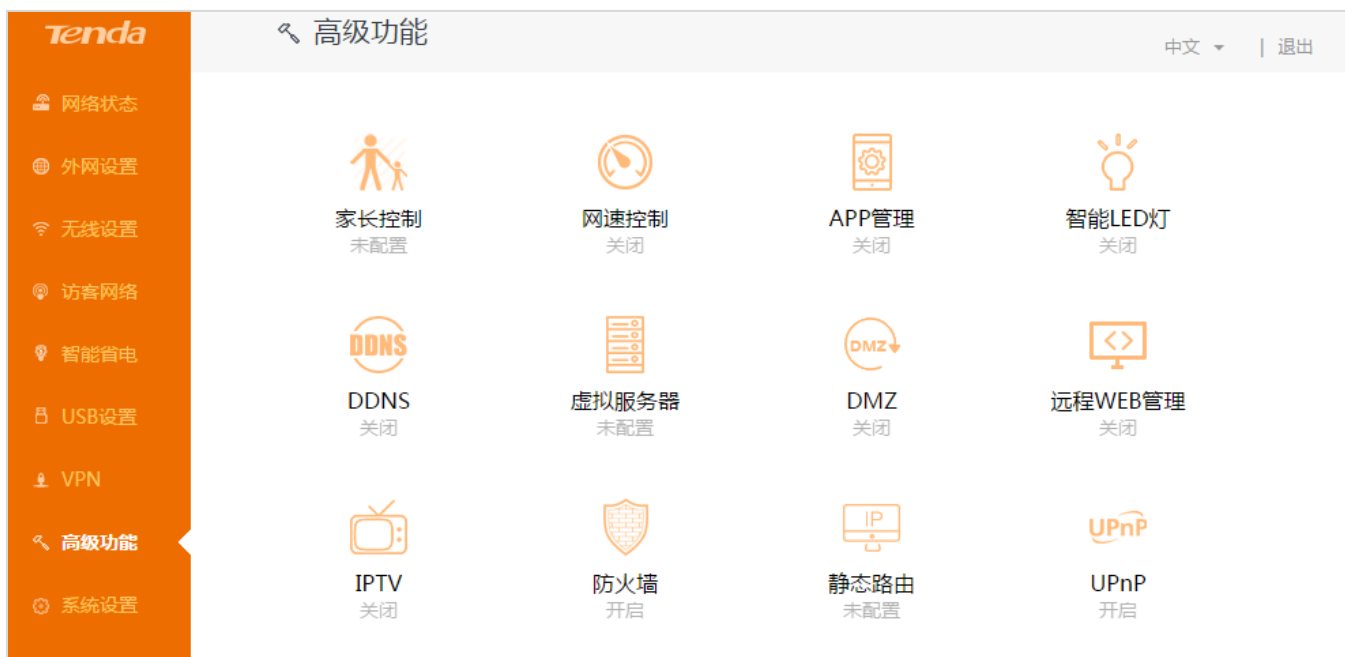 Tenda
高级功能
中文
| 退出
网络状态
外网设置
无线设置
访客网络
智能省电
USB设置
VPN
高级功能
系统设置
家长控制
未配置
网速控制
关闭
APP管理
关闭
智能LED灯
关闭
DDNS
DDNS
关闭
虚拟服务器
未配置
DMZ
DMZ
关闭
远程WEB管理
关闭
IPTV
关闭
防火墙
开启
IP
静态路由
未配置
UPnP
UPnP
开启